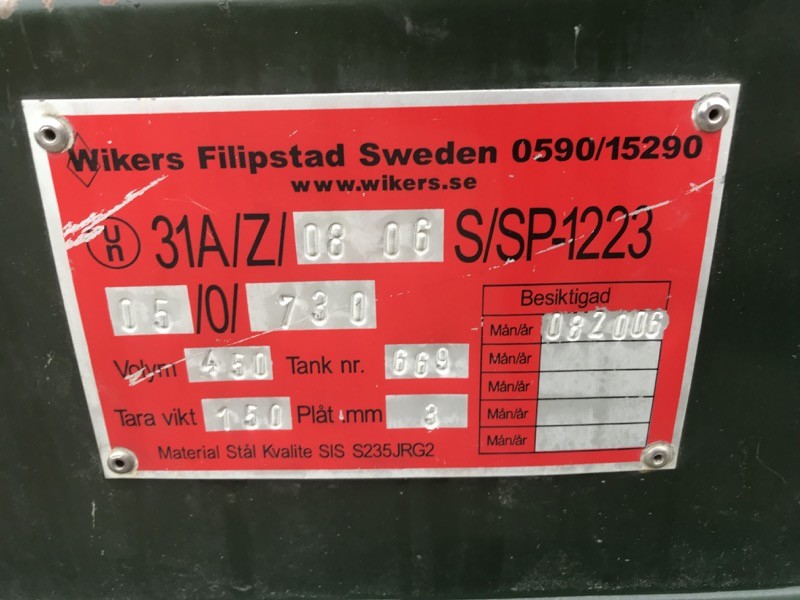 Wikers Filipstad Sweden 0590/15290
www.wikers.se
un 31A/Z/ 08 06 S/SP-1223
05 /0/ 730
Besiktigad
Mån/år 082006
Mån/år
Mån/år
Mån/år
Mån/år
Volym 450 Tank nr. 669
Tara vikt 150 Plåt .mm 3
Material Stål Kvalite SIS S235JRG2